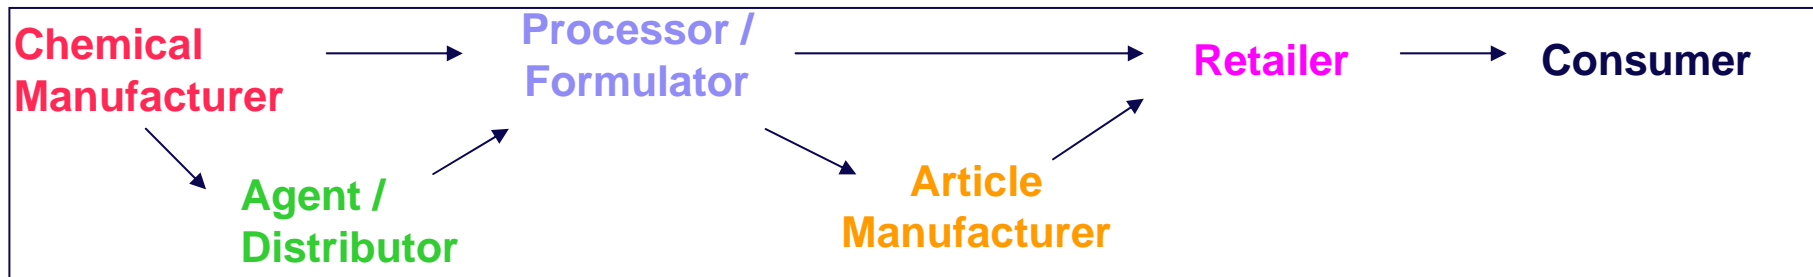 Chemical
Manufacturer
Processor /
Formulator
Retailer
Consumer
Agent /
Distributor
Article
Manufacturer